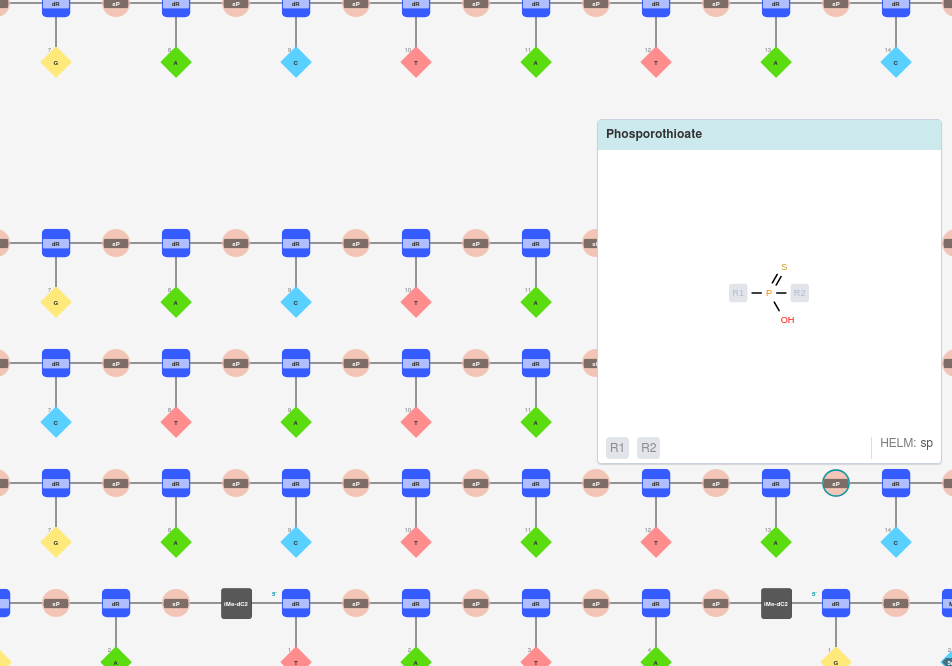 dR sP dR sP dR sP dR sP dR sP dR sP dR sP dR
7 8 9 10 11 12 13 14
G A C T A T A C
Phosporothioate
S
R1 P R2
OH
R1 R2 HELM: sp
dR sP dR sP dR sP dR sP dR
7 8 9 10 11
G A C T A
dR sP dR sP dR sP dR sP dR
7 8 9 10 11
C T A T A
dR sP dR sP dR sP dR sP dR sP dR sP dR sP dR
7 8 9 10 11 12 13 14
G A C T A T A C
sP dR sP iMe-dC2 5' dR sP dR sP dR sP dR sP iMe-dC2 5' dR sP
2 1 2 3 4 1
A T A T A G